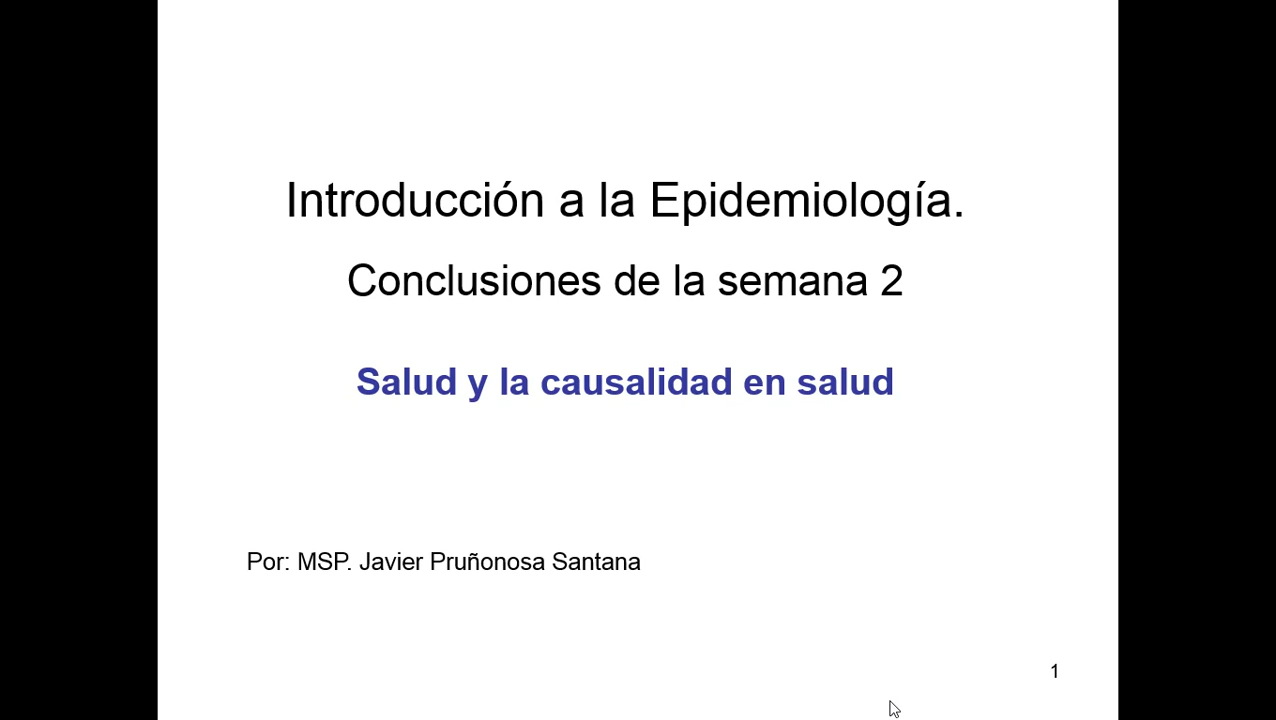 Introducción a la Epidemiología.
Conclusiones de la semana 2
Salud y la causalidad en salud
Por: MSP. Javier Pruñonosa Santana
1